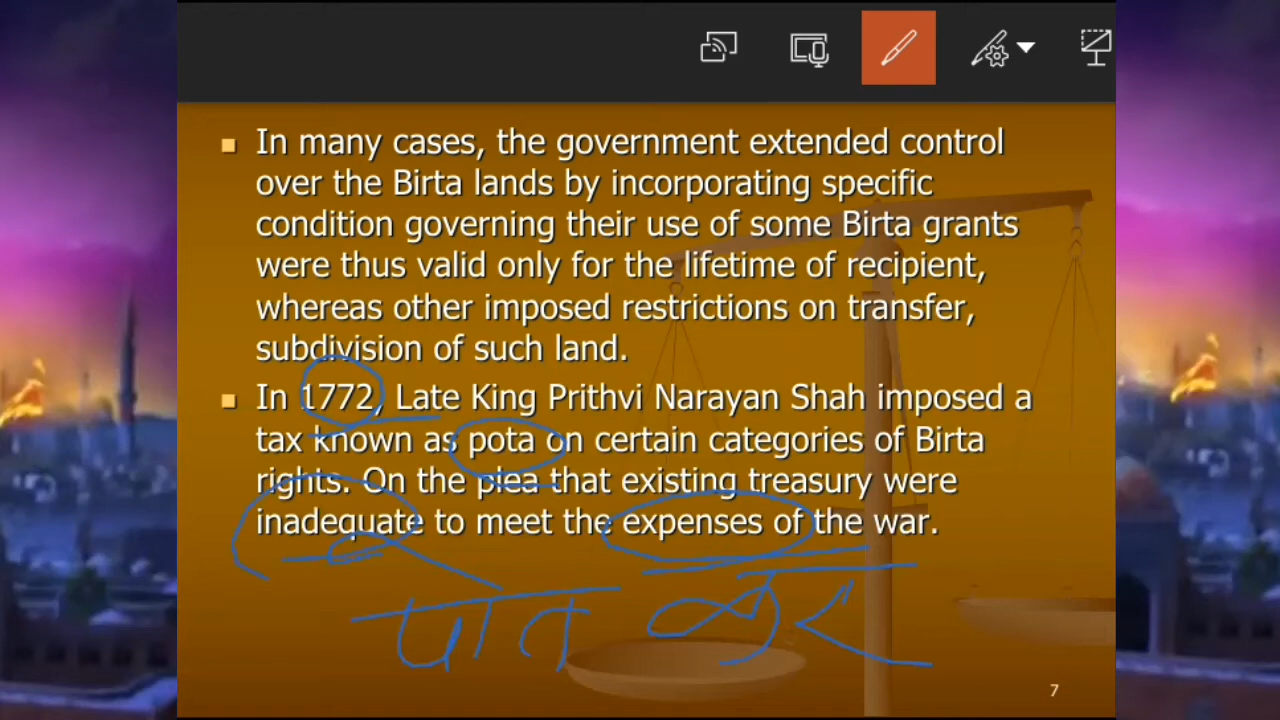 In many cases, the government extended control
over the Birta lands by incorporating specific
condition governing their use of some Birta grants
were thus valid only for the lifetime of recipient,
whereas other imposed restrictions on transfer,
subdivision of such land.
In 1772, Late King Prithvi Narayan Shah imposed a
tax known as pota on certain categories of Birta
rights. On the plea that existing treasury were
inadequate to meet the expenses of the war.
पात कर
7